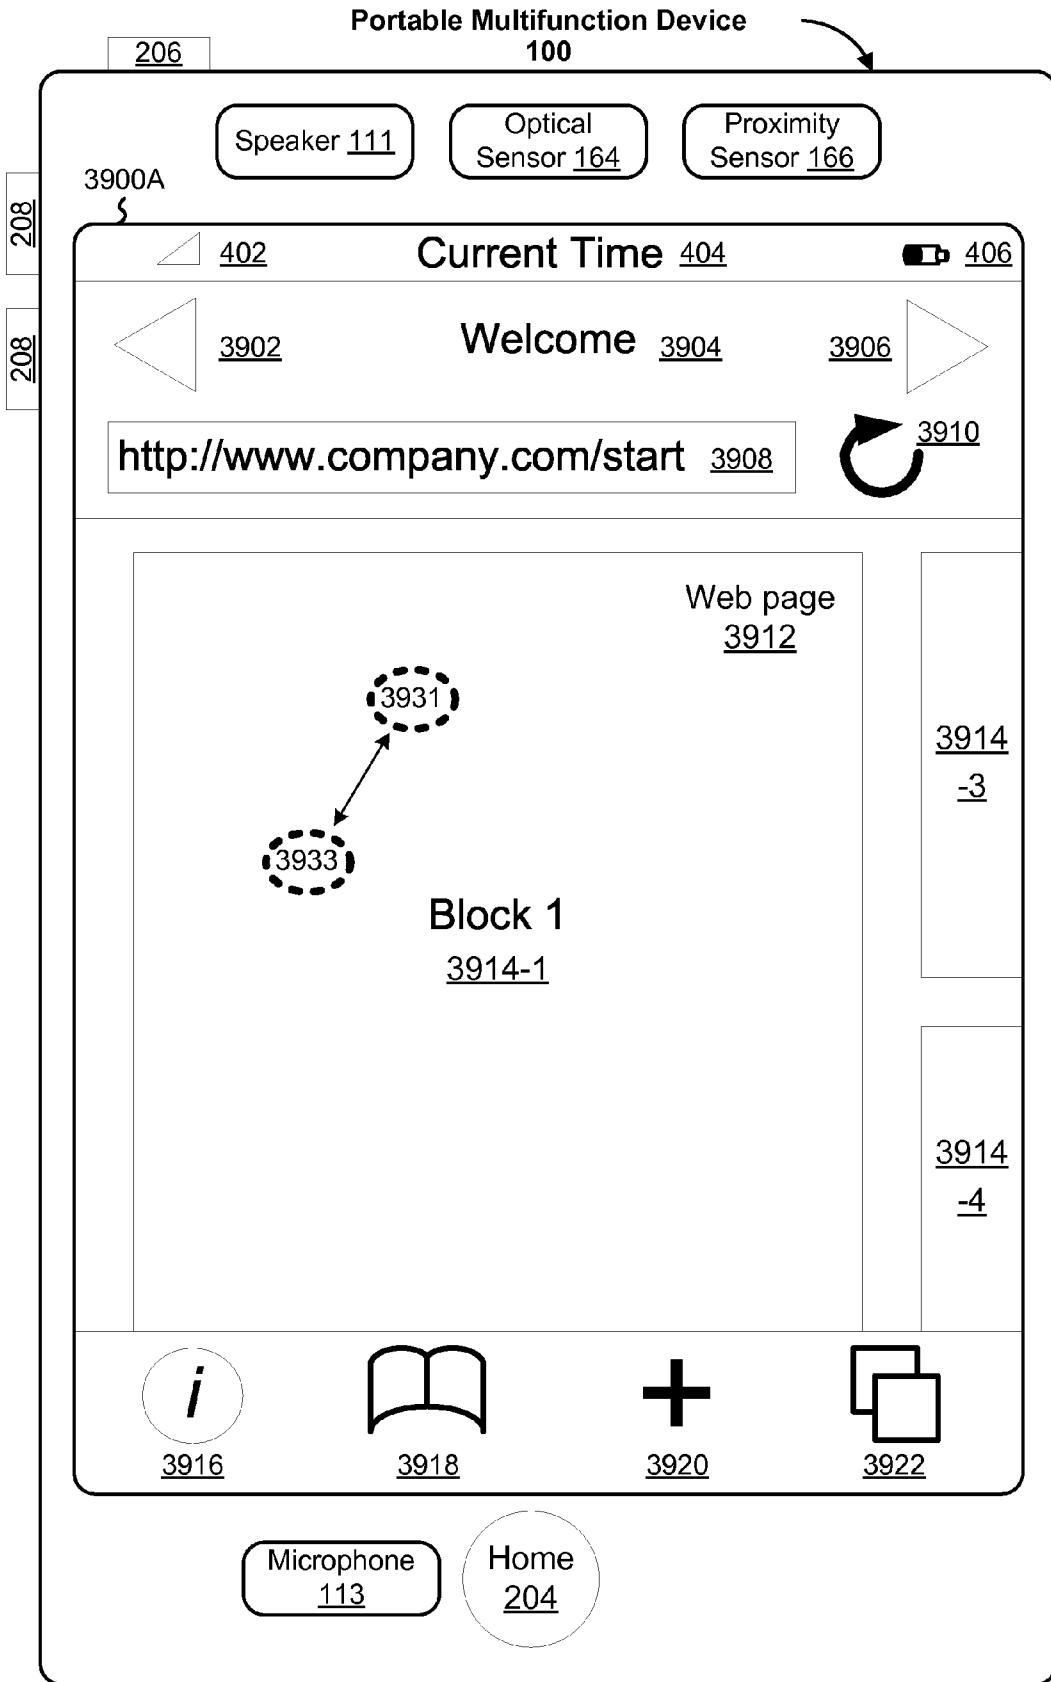 Portable Multifunction Device
100
206
Speaker 111
Optical
Sensor 164
Proximity
Sensor 166
3900A
208
208
402
Current Time 404
406
3902
Welcome 3904
3906
http://www.company.com/start 3908
3910
Web page
3912
3931
3933
Block 1
3914-1
3914
-3
3914
-4
i
3916
3918
3920
3922
Microphone
113
Home
204